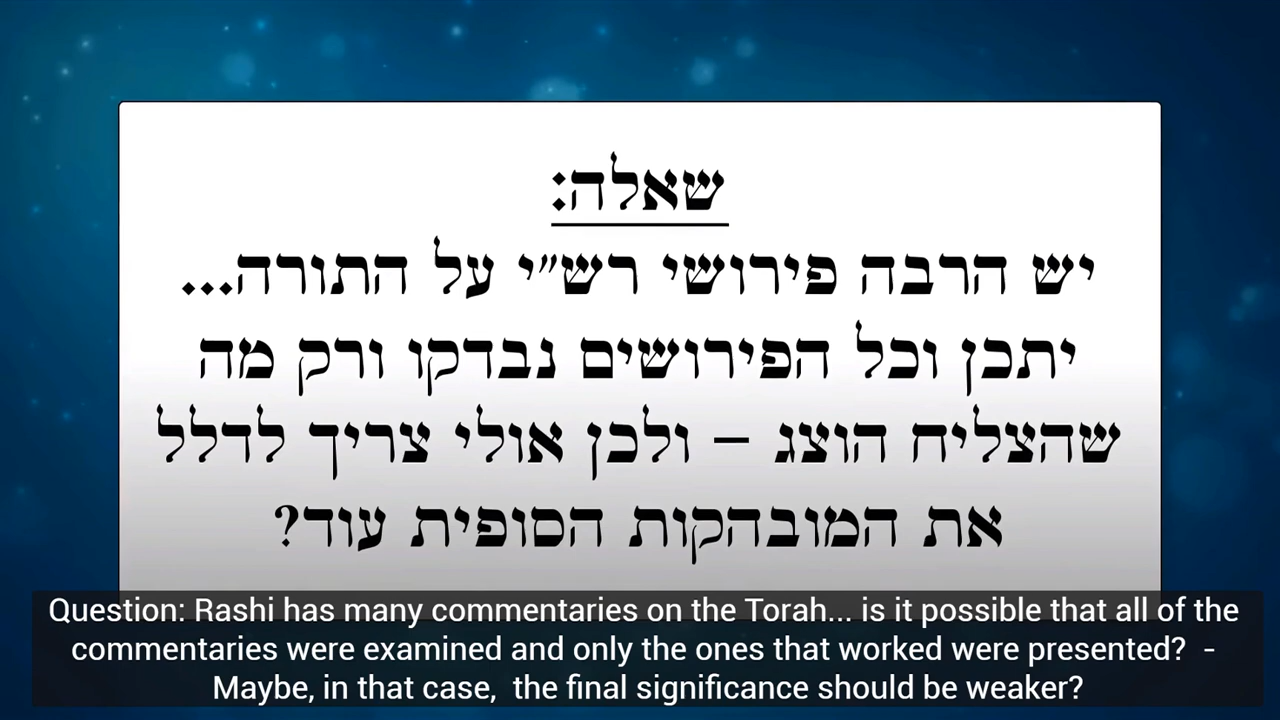 שאלה:
יש הרבה פירושי רש״י על התורה...
יתכן וכל הפירושים נבדקו ורק מה
שהצליח הוצג – ולכן אולי צריך לדלל
את המובהקות הסופית עוד?
Question: Rashi has many commentaries on the Torah... is it possible that all of the
commentaries were examined and only the ones that worked were presented? -
Maybe, in that case, the final significance should be weaker?